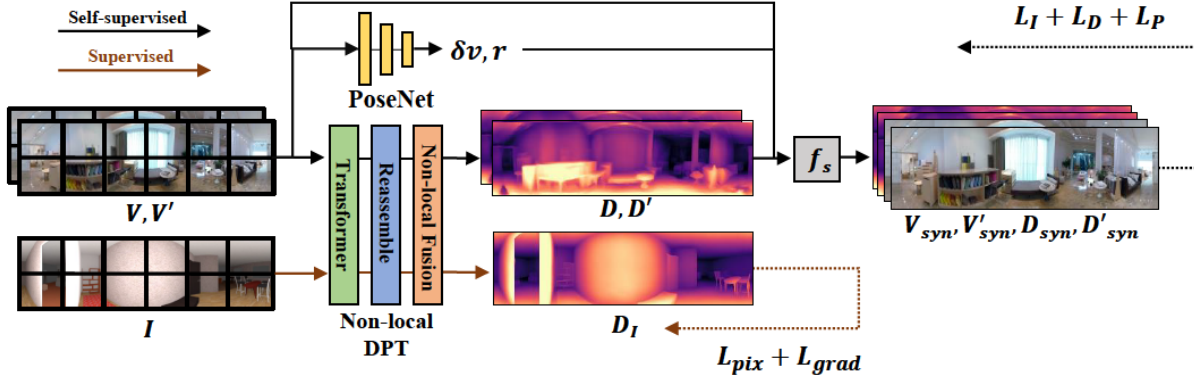 Self-supervised
Supervised
PoseNet
δv, r
L_I + L_D + L_P
V, V′
Transformer
Reassemble
Non-local Fusion
D, D′
f_s
V_syn, V′_syn, D_syn, D′_syn
I
Non-local
DPT
D_I
L_pix + L_grad